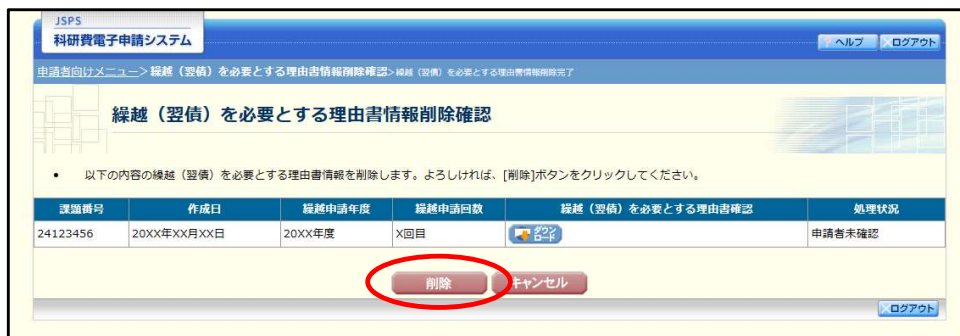 JSPS
科研費電子申請システム
ヘルプ ログアウト
申請者向けメニュー>繰越（翌債）を必要とする理由書情報削除確認>繰越（翌債）を必要とする理由書情報削除完了
繰越（翌債）を必要とする理由書情報削除確認
• 以下の内容の繰越（翌債）を必要とする理由書情報を削除します。よろしければ、[削除]ボタンをクリックしてください。
課題番号 作成日 繰越申請年度 繰越申請回数 繰越（翌債）を必要とする理由書確認 処理状況
24123456 20XX年XX月XX日 20XX年度 X回目 ダウンロード 申請者未確認
削除 キャンセル
ログアウト